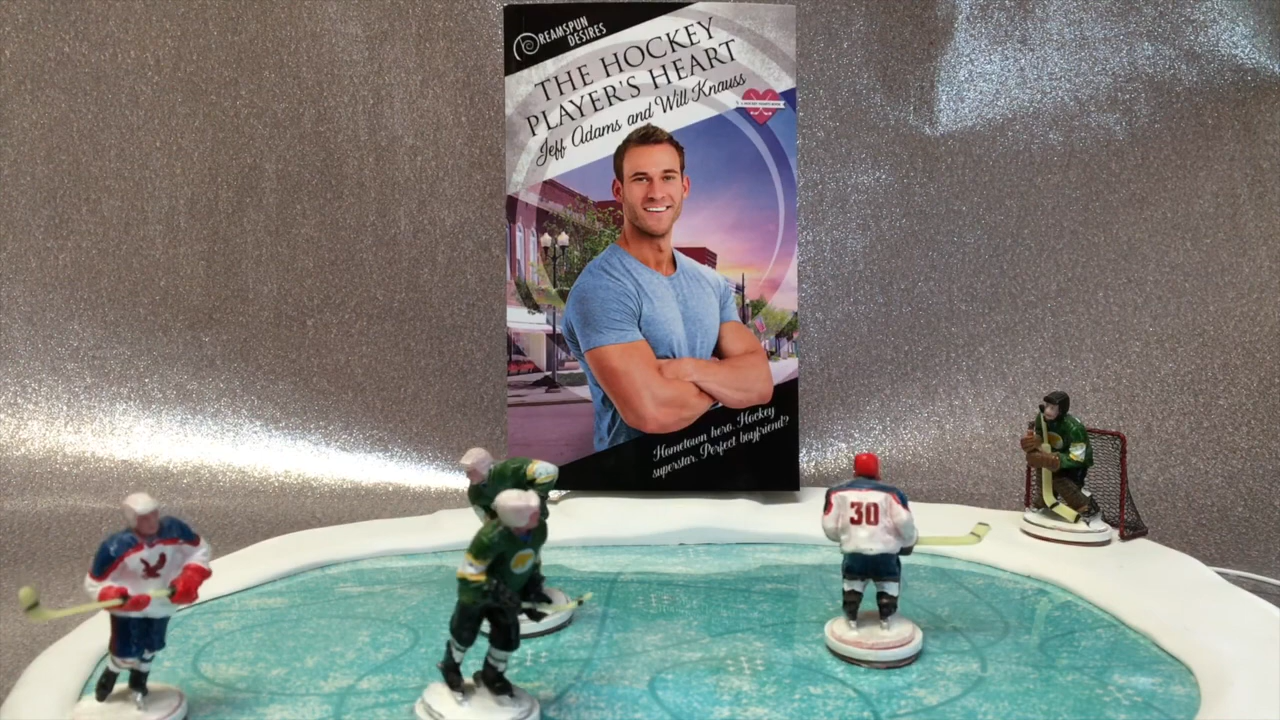 DREAMSPUN
DESIRES
THE HOCKEY
PLAYER'S HEART
Jeff Adams and Will Knauss
Hometown hero. Hockey
superstar. Perfect boyfriend?
30